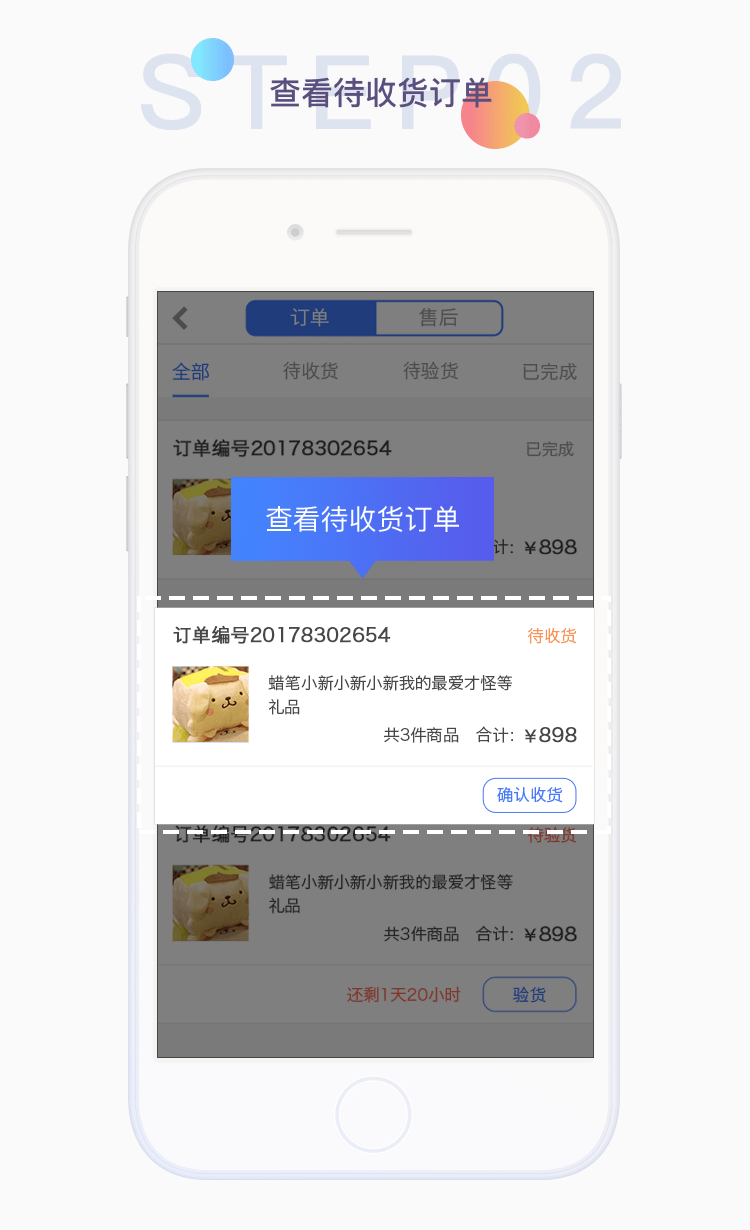 STEP02
查看待收货订单
订单
售后
全部
待收货
待验货
已完成
订单编号20178302654
已完成
查看待收货订单
计：￥898
订单编号20178302654
待收货
蜡笔小新小新小新我的最爱才怪等
礼品
共3件商品 合计：￥898
确认收货
订单编号20178302654
待验货
蜡笔小新小新小新我的最爱才怪等
礼品
共3件商品 合计：￥898
还剩1天20小时
验货